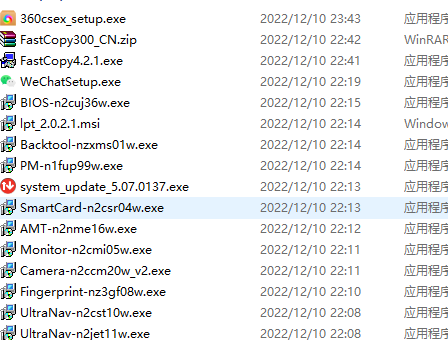 360csex_setup.exe 2022/12/10 23:43 应用程序
FastCopy300_CN.zip 2022/12/10 22:42 WinRAR
FastCopy4.2.1.exe 2022/12/10 22:41 应用程序
WeChatSetup.exe 2022/12/10 22:19 应用程序
BIOS-n2cuj36w.exe 2022/12/10 22:15 应用程序
lpt_2.0.2.1.msi 2022/12/10 22:14 Window
Backtool-nzxms01w.exe 2022/12/10 22:14 应用程序
PM-n1fup99w.exe 2022/12/10 22:14 应用程序
system_update_5.07.0137.exe 2022/12/10 22:13 应用程序
SmartCard-n2csr04w.exe 2022/12/10 22:13 应用程序
AMT-n2nme16w.exe 2022/12/10 22:12 应用程序
Monitor-n2cmi05w.exe 2022/12/10 22:11 应用程序
Camera-n2ccm20w_v2.exe 2022/12/10 22:11 应用程序
Fingerprint-nz3gf08w.exe 2022/12/10 22:10 应用程序
UltraNav-n2cst10w.exe 2022/12/10 22:08 应用程序
UltraNav-n2jet11w.exe 2022/12/10 22:08 应用程序